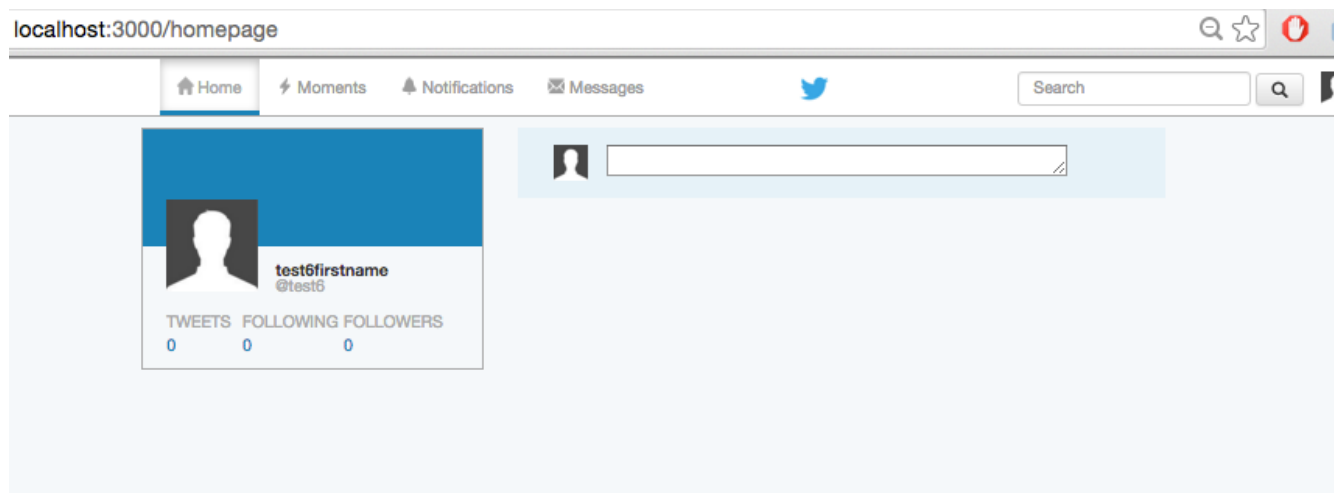 localhost:3000/homepage
Home Moments Notifications Messages Search
test6firstname
@test6
TWEETS FOLLOWING FOLLOWERS
0 0 0